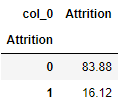 col_0 Attrition
Attrition
0 83.88
1 16.12